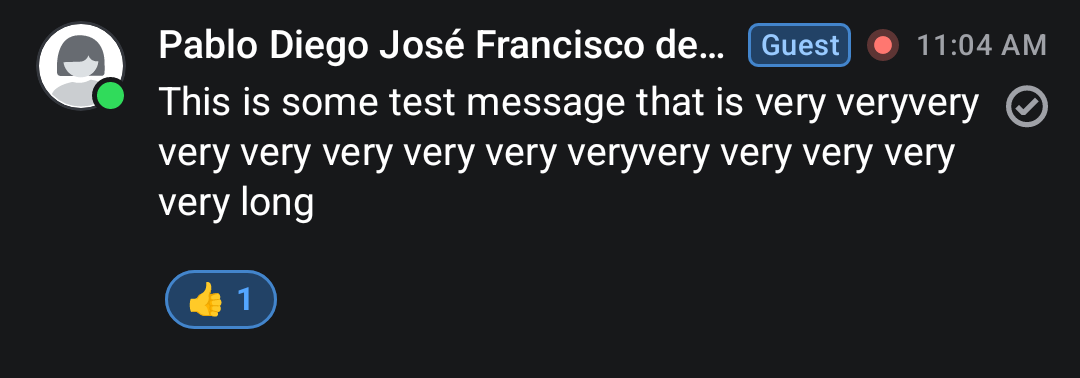 Pablo Diego José Francisco de... Guest 11:04 AM
This is some test message that is very veryvery
very very very very very veryvery very very very
very long
👍 1